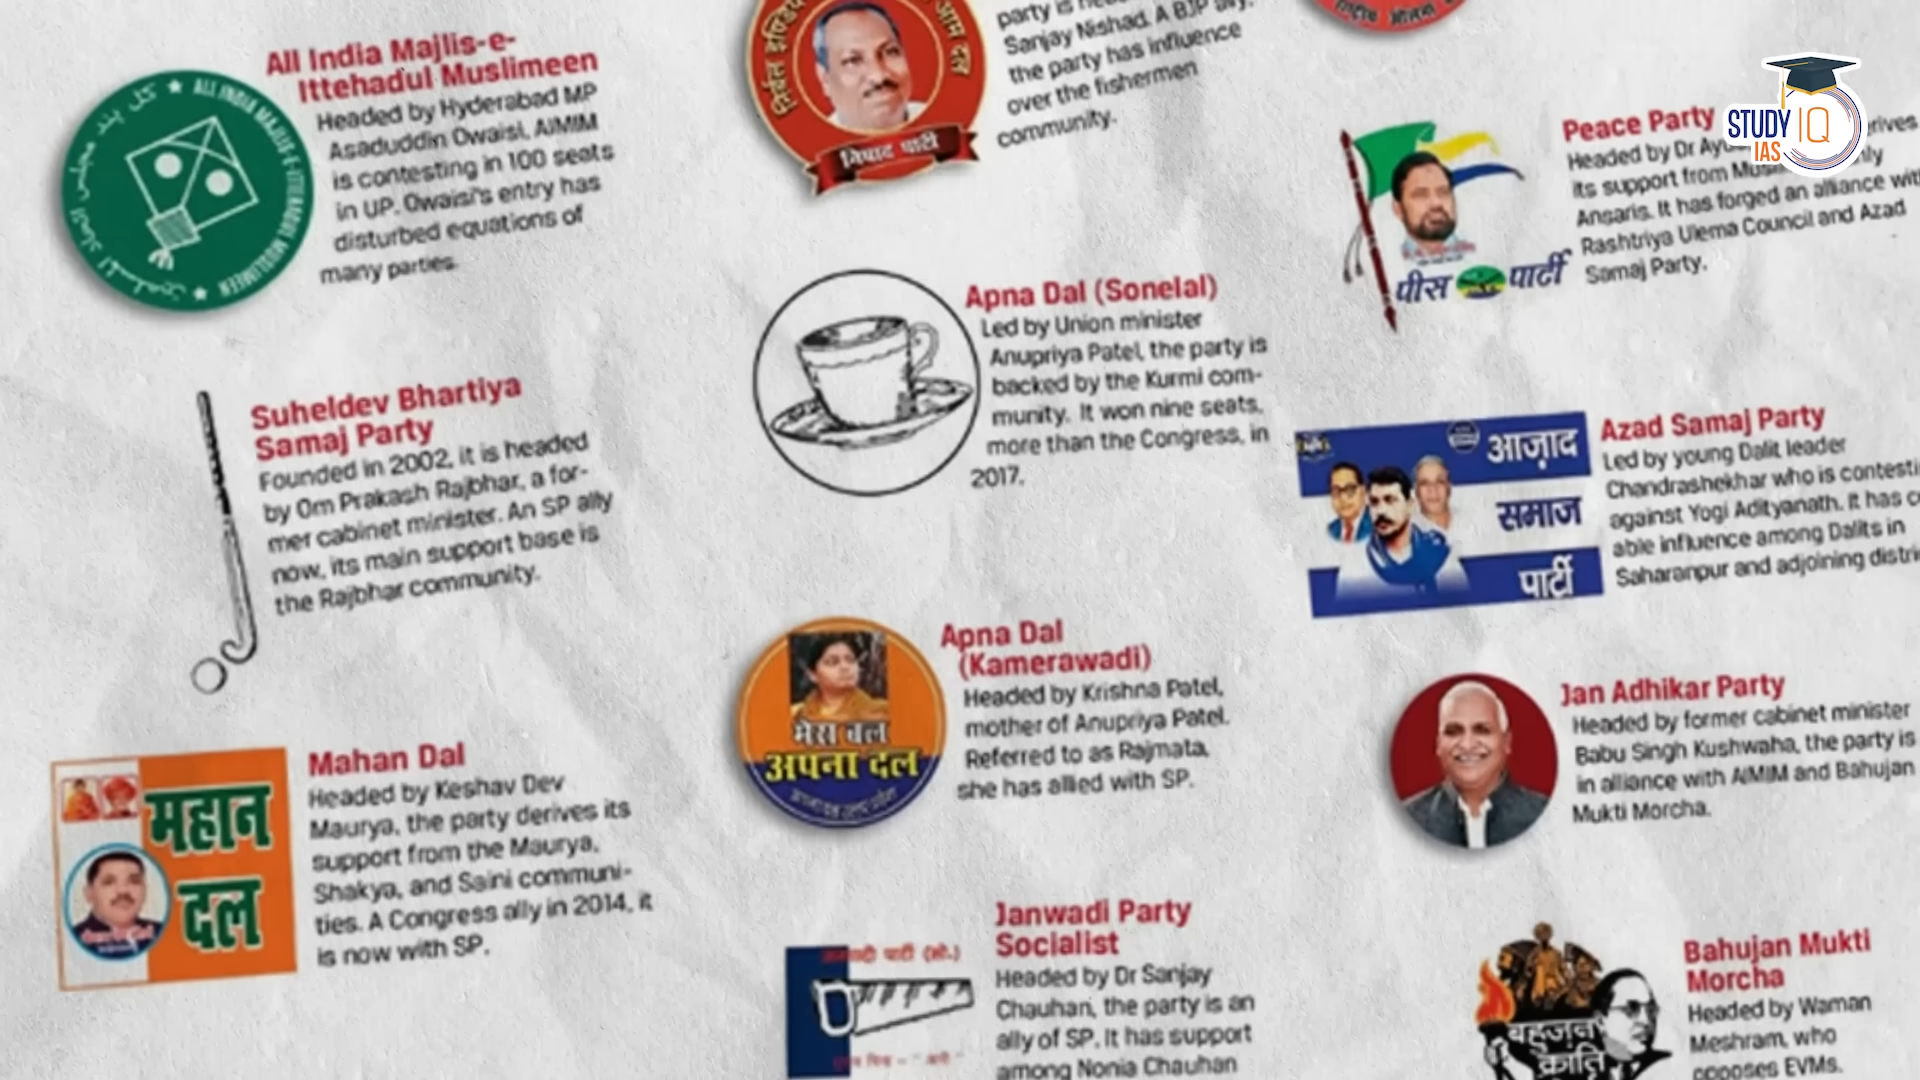 All India Majlis-e-
Ittehadul Muslimeen
Headed by Hyderabad MP
Asaduddin Owaisi, AIMIM
is contesting in 100 seats
in UP. Owaisi's entry has
disturbed equations of
many parties.
ALL INDIA MAJLIS-E-ITTEHADUL MUSLIMEEN
Suheldev Bhartiya
Samaj Party
Founded in 2002, it is headed
by Om Prakash Rajbhar, a for-
mer cabinet minister. An SP ally
now, its main support base is
the Rajbhar community.
महान
दल
Mahan Dal
Headed by Keshav Dev
Maurya, the party derives its
support from the Maurya,
Shakya, and Saini communi-
ties. A Congress ally in 2014, it
is now with SP.
निषाद पार्टी
party is
Sanjay Nishad. A BJP ally,
the party has influence
over the fishermen
community.
Apna Dal (Sonelal)
Led by Union minister
Anupriya Patel, the party is
backed by the Kurmi com-
munity. It won nine seats,
more than the Congress, in
2017.
मेरा बल
अपना दल
Apna Dal
(Kamerawadi)
Headed by Krishna Patel,
mother of Anupriya Patel.
Referred to as Rajmata,
she has allied with SP.
पार्टी (सो.)
Janwadi Party
Socialist
Headed by Dr Sanjay
Chauhan, the party is an
ally of SP. It has support
among Nonia Chauhan
STUDY IQ
IAS
पीस पार्टी
Peace Party
Headed by Dr
its support from
Ansaris. It has forged an alliance with
Rashtriya Ulema Council and Azad
Samaj Party.
आज़ाद
समाज
पार्टी
Azad Samaj Party
Led by young Dalit leader
Chandrashekhar who is
against Yogi Adityanath. It has
able influence among Dalits in
Saharanpur and adjoining
Jan Adhikar Party
Headed by former cabinet minister
Babu Singh Kushwaha, the party is
in alliance with AIMIM and Bahujan
Mukti Morcha.
बहुजन
क्रांति
Bahujan Mukti
Morcha
Headed by Waman
Meshram, who
opposes EVMs.